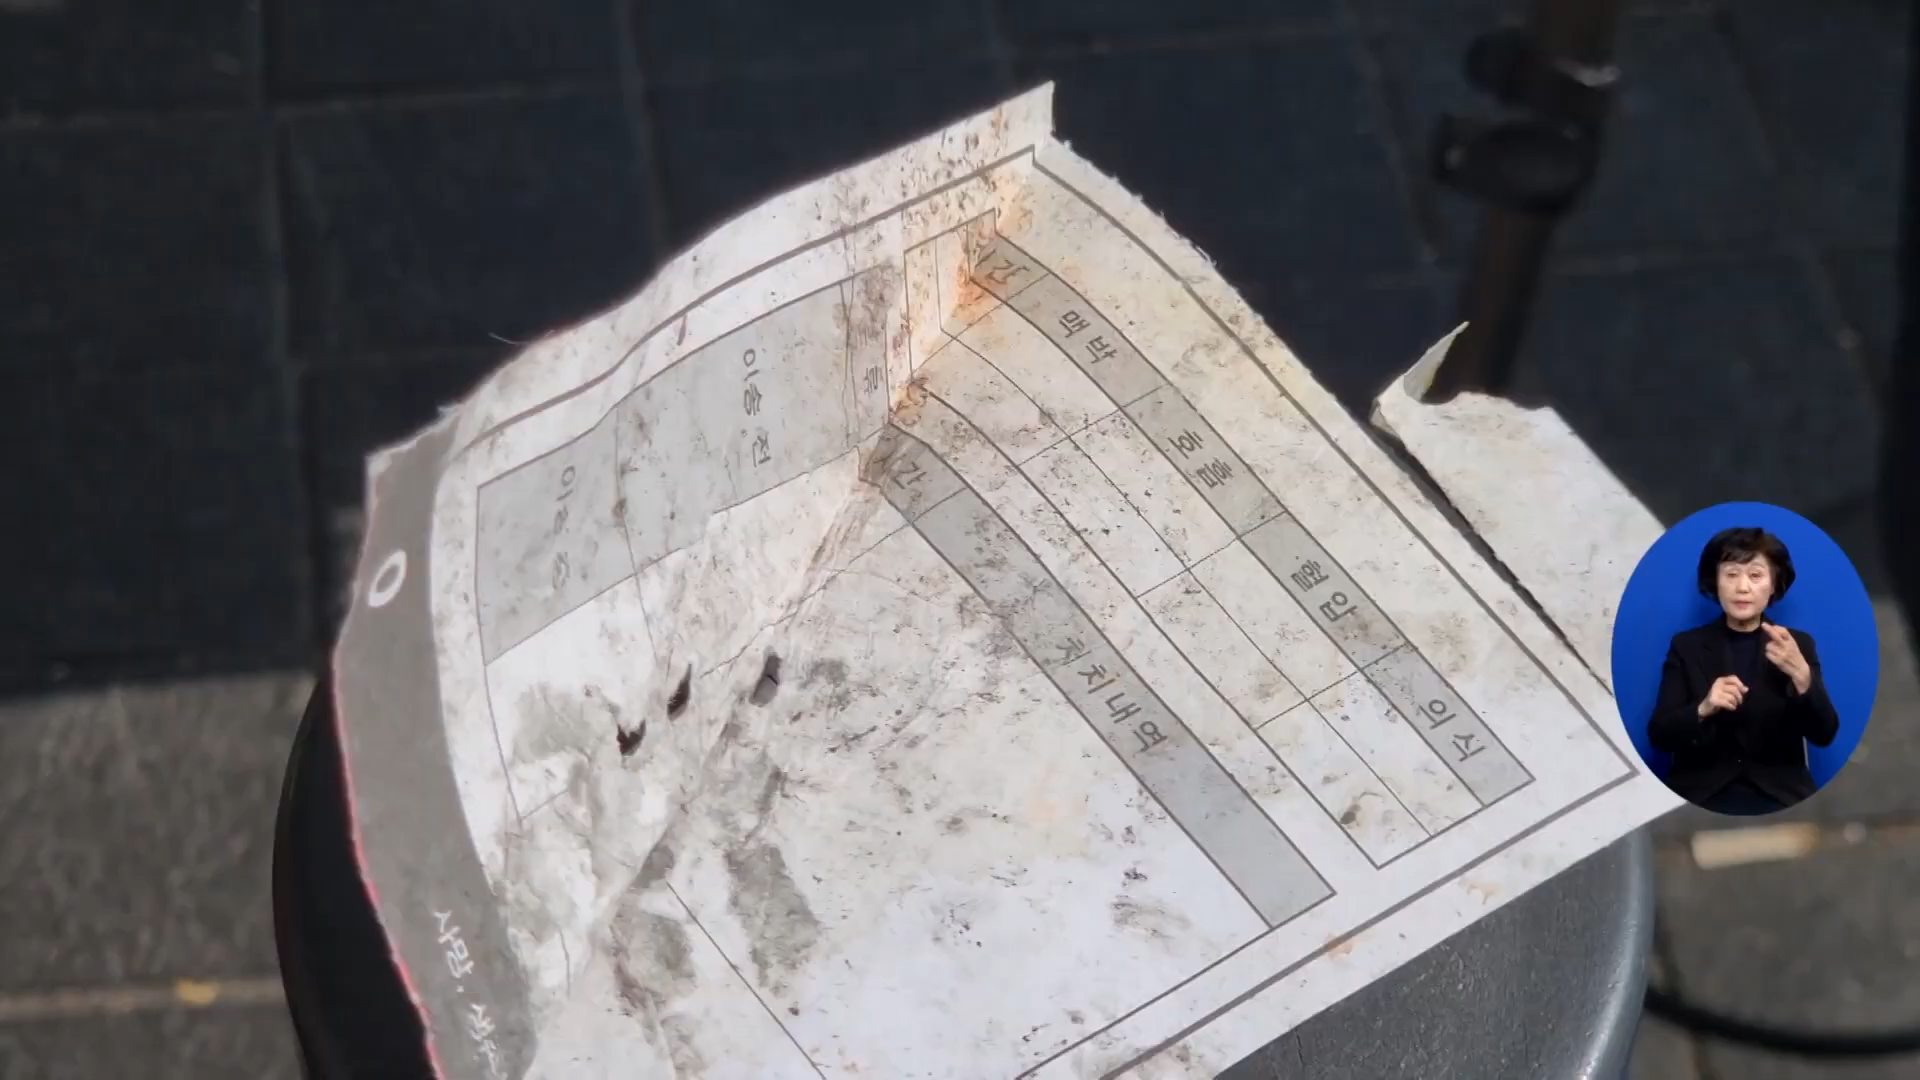 시간 맥박 호흡 혈압 의식
시간 처치내역
이송 전
이송 중
사망,